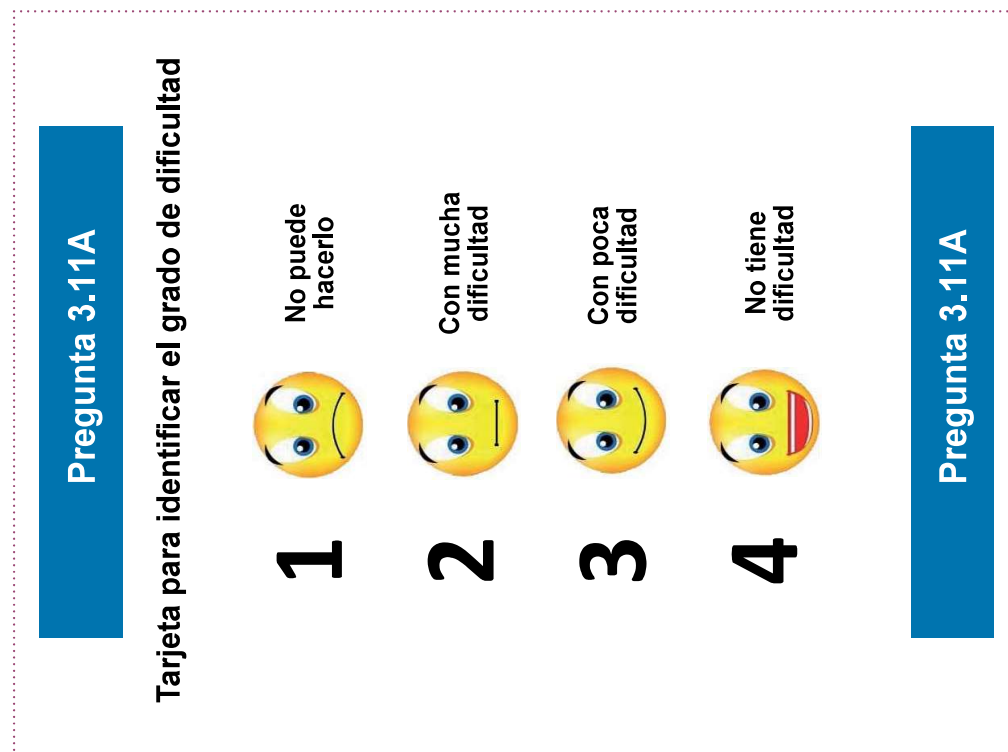 Pregunta 3.11A
Tarjeta para identificar el grado de dificultad
1 No puede
hacerlo
2 Con mucha
dificultad
3 Con poca
dificultad
4 No tiene
dificultad
Pregunta 3.11A